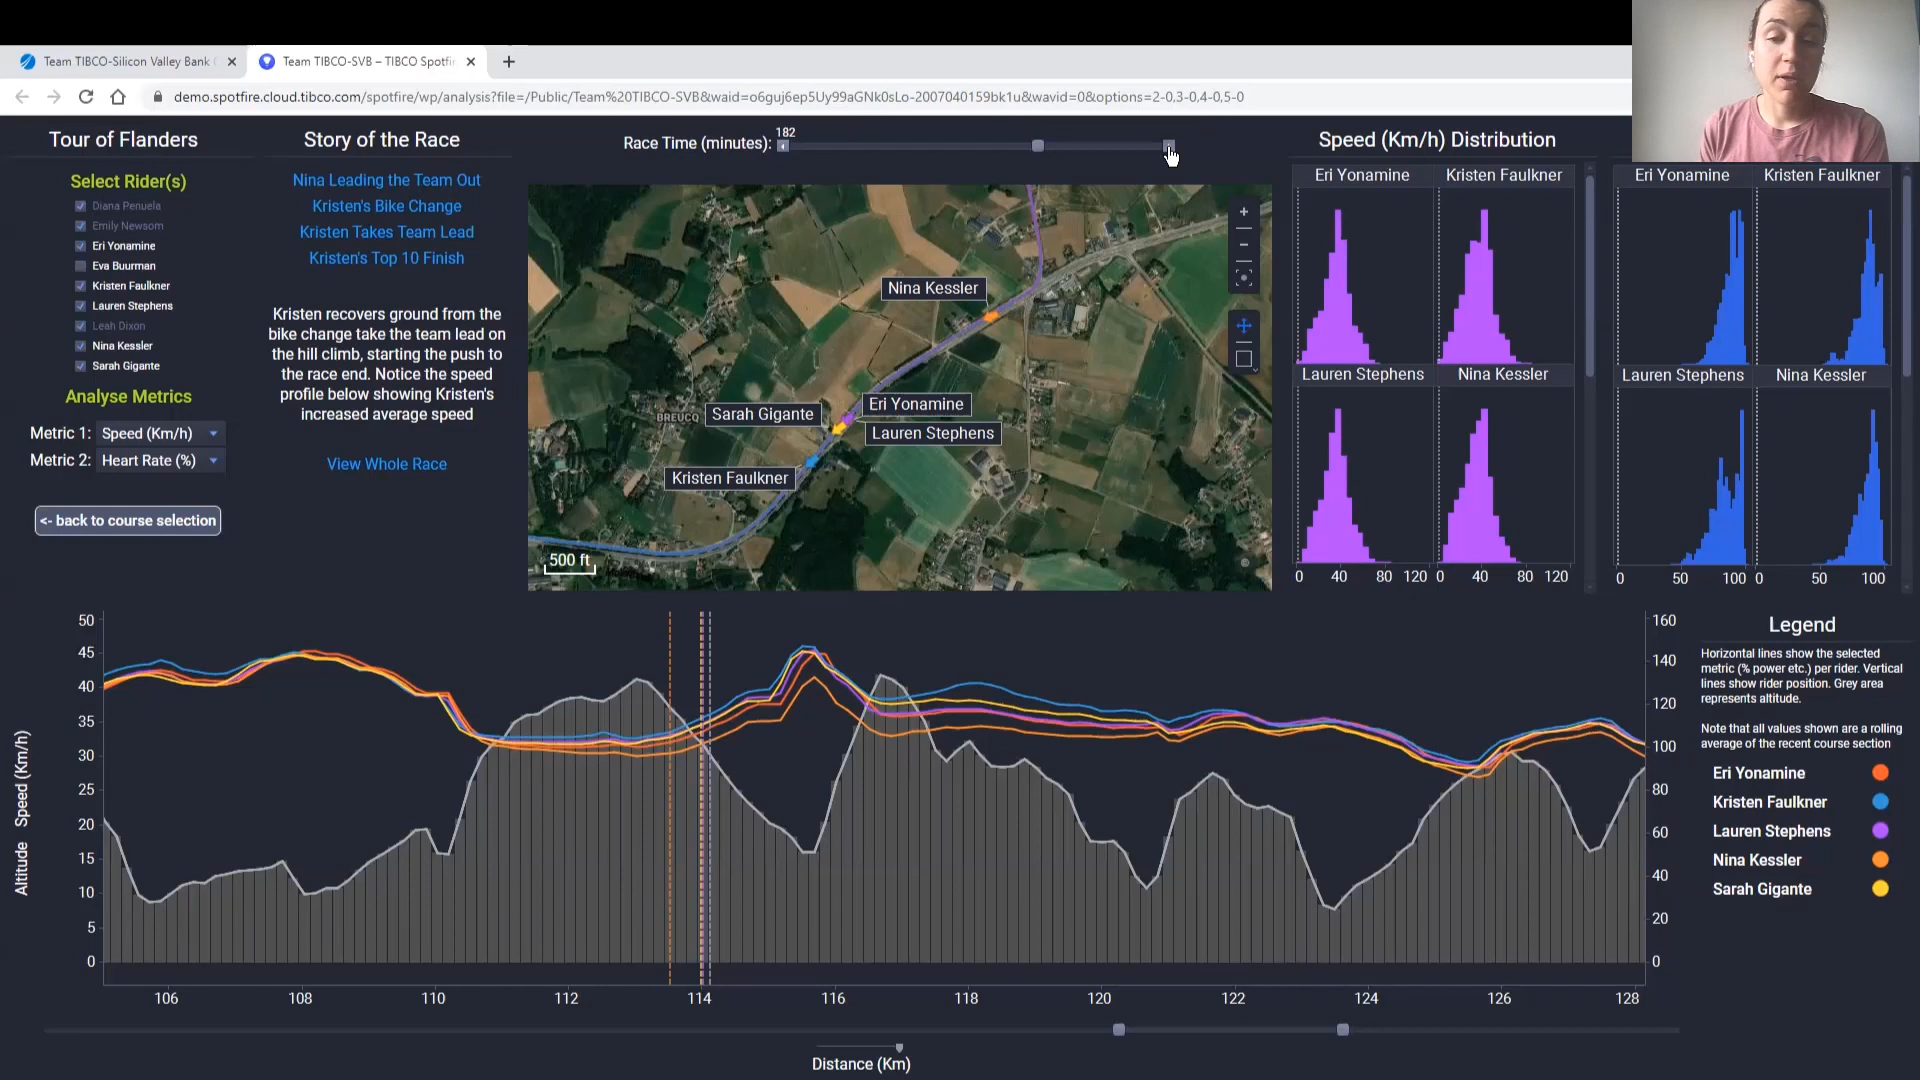 Team TIBCO-Silicon Valley Bank
Team TIBCO-SVB – TIBCO Spotfir
demo.spotfire.cloud.tibco.com/spotfire/wp/analysis?file=/Public/Team%20TIBCO-SVB&waid=o6guj6ep5Uy99aGNk0sLo-2007040159bk1u&wavid=0&options=2-0,3-0,4-0,5-0
Tour of Flanders
Select Rider(s)
Diana Penuela
Emily Newsom
Eri Yonamine
Eva Buurman
Kristen Faulkner
Lauren Stephens
Leah Dixon
Nina Kessler
Sarah Gigante
Analyse Metrics
Metric 1: Speed (Km/h)
Metric 2: Heart Rate (%)
<- back to course selection
Story of the Race
Nina Leading the Team Out
Kristen's Bike Change
Kristen Takes Team Lead
Kristen's Top 10 Finish
Kristen recovers ground from the
bike change take the team lead on
the hill climb, starting the push to
the race end. Notice the speed
profile below showing Kristen's
increased average speed
View Whole Race
Race Time (minutes):
182
Nina Kessler
Eri Yonamine
Sarah Gigante
Lauren Stephens
Kristen Faulkner
BREUCQ
500 ft
Speed (Km/h) Distribution
Eri Yonamine Kristen Faulkner
Lauren Stephens Nina Kessler
0 40 80 120 0 40 80 120
Eri Yonamine Kristen Faulkner
Lauren Stephens Nina Kessler
0 50 100 0 50 100
Altitude Speed (Km/h)
50
45
40
35
30
25
20
15
10
5
0
160
140
120
100
80
60
40
20
0
106 108 110 112 114 116 118 120 122 124 126 128
Distance (Km)
Legend
Horizontal lines show the selected
metric (% power etc.) per rider. Vertical
lines show rider position. Grey area
represents altitude.
Note that all values shown are a rolling
average of the recent course section
Eri Yonamine
Kristen Faulkner
Lauren Stephens
Nina Kessler
Sarah Gigante